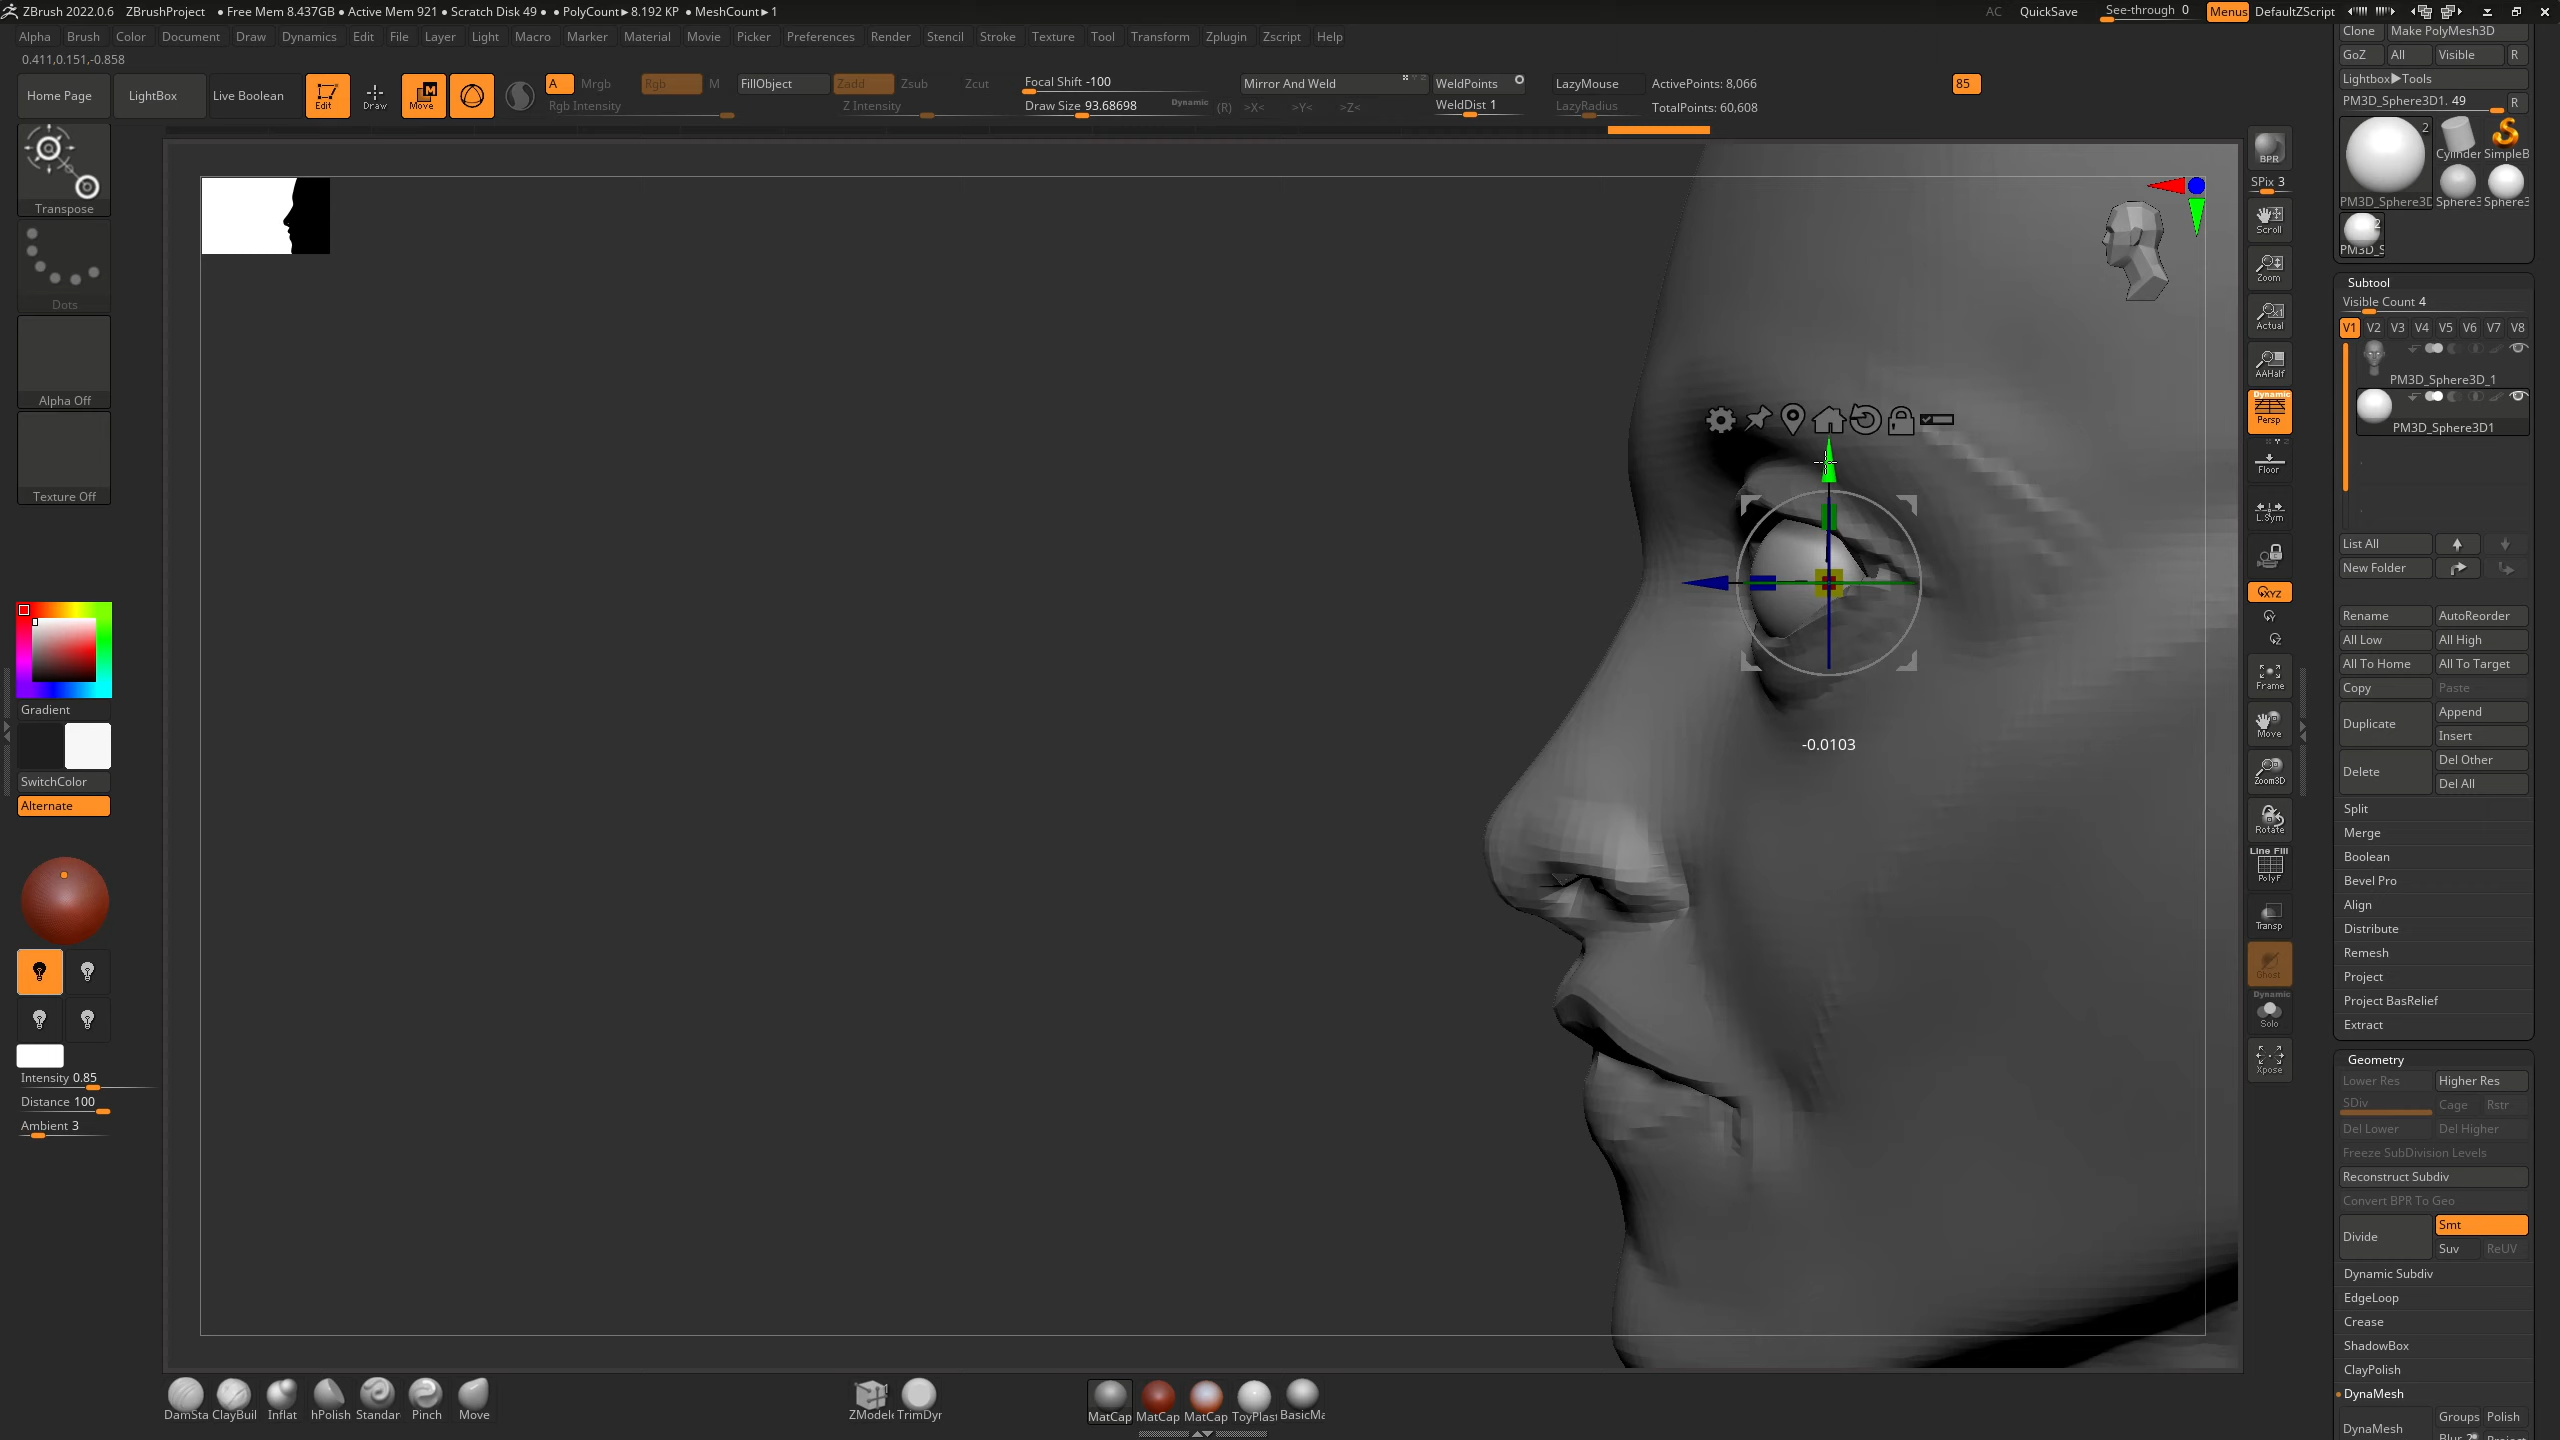 ZBrush 2022.0.6 ZBrushProject • Free Mem 8.437GB • Active Mem 921 • Scratch Disk 49 • • PolyCount▸8.192 KP • MeshCount▸1 AC QuickSave See-through 0 Menus DefaultZScript
Alpha Brush Color Document Draw Dynamics Edit File Layer Light Macro Marker Material Movie Picker Preferences Render Stencil Stroke Texture Tool Transform Zplugin Zscript Help
0.411,0.151,-0.858
Home Page LightBox Live Boolean Edit Draw Move A Mrgb Rgb M FillObject Zadd Zsub Zcut Focal Shift -100 Mirror And Weld WeldPoints LazyMouse ActivePoints: 8,066 85
Rgb Intensity Z Intensity Draw Size 93.68698 Dynamic (R) >X< >Y< >Z< WeldDist 1 LazyRadius TotalPoints: 60,608
Transpose
Dots
Alpha Off
Texture Off
Gradient
SwitchColor
Alternate
Intensity 0.85
Distance 100
Ambient 3
-0.0103
BPR
SPix 3
Scroll
Zoom
Actual
AAHalf
Dynamic
Persp
Floor
L.Sym
XYZ
Y
Z
Frame
Move
Zoom3D
Rotate
Line Fill
PolyF
Transp
Ghost
Dynamic
Solo
Xpose
Clone Make PolyMesh3D
GoZ All Visible R
Lightbox▸Tools
PM3D_Sphere3D1. 49 R
2
Cylinder SimpleB
PM3D_Sphere3D Sphere3 Sphere3
2
PM3D_S
Subtool
Visible Count 4
V1 V2 V3 V4 V5 V6 V7 V8
PM3D_Sphere3D_1
PM3D_Sphere3D1
List All
New Folder
Rename AutoReorder
All Low All High
All To Home All To Target
Copy Paste
Duplicate Append
Insert
Delete Del Other
Del All
Split
Merge
Boolean
Bevel Pro
Align
Distribute
Remesh
Project
Project BasRelief
Extract
Geometry
Lower Res Higher Res
SDiv Cage Rstr
Del Lower Del Higher
Freeze SubDivision Levels
Reconstruct Subdiv
Convert BPR To Geo
Divide Smt
Suv ReUV
Dynamic Subdiv
EdgeLoop
Crease
ShadowBox
ClayPolish
DynaMesh
DynaMesh Groups Polish
DamSta ClayBuil Inflat hPolish Standar Pinch Move ZModele TrimDyn MatCap MatCap MatCap ToyPlast BasicMa